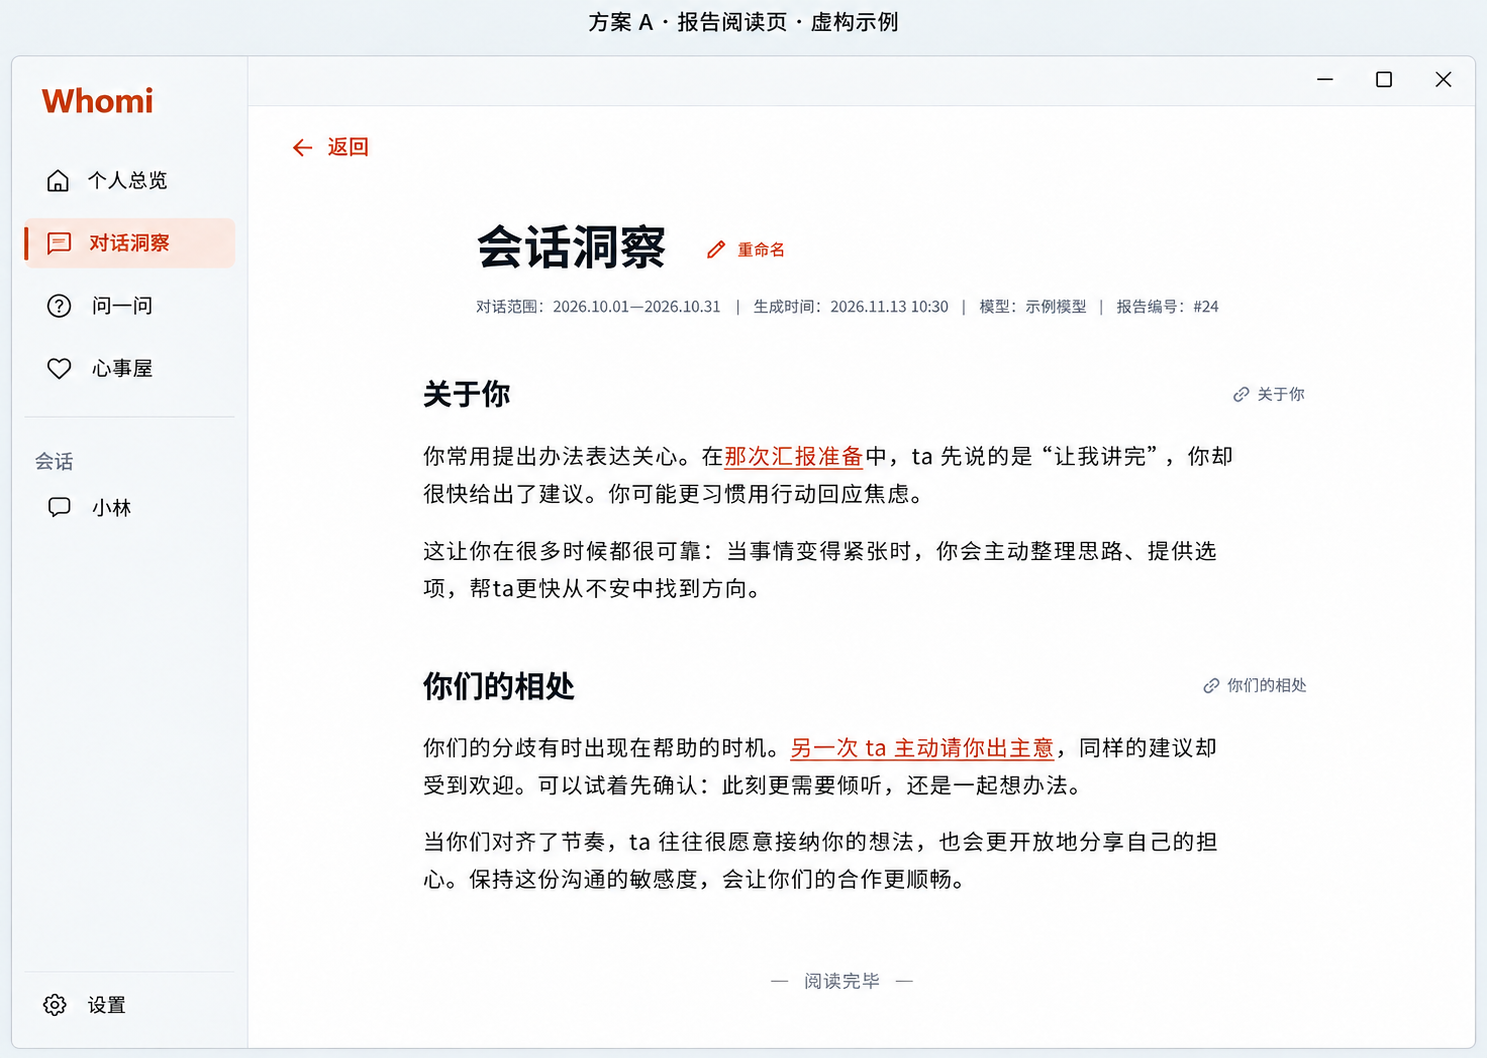 方案 A · 报告阅读页 · 虚构示例
Whomi
个人总览
对话洞察
问一问
心事屋
会话
小林
设置
返回
会话洞察
重命名
对话范围：2026.10.01—2026.10.31 | 生成时间：2026.11.13 10:30 | 模型：示例模型 | 报告编号：#24
关于你
关于你
你常用提出办法表达关心。在那次汇报准备中，ta 先说的是 “让我讲完” ，你却
很快给出了建议。你可能更习惯用行动回应焦虑。
这让你在很多时候都很可靠：当事情变得紧张时，你会主动整理思路、提供选
项，帮ta更快从不安中找到方向。
你们的相处
你们的相处
你们的分歧有时出现在帮助的时机。另一次 ta 主动请你出主意，同样的建议却
受到欢迎。可以试着先确认：此刻更需要倾听，还是一起想办法。
当你们对齐了节奏，ta 往往很愿意接纳你的想法，也会更开放地分享自己的担
心。保持这份沟通的敏感度，会让你们的合作更顺畅。
— 阅读完毕 —